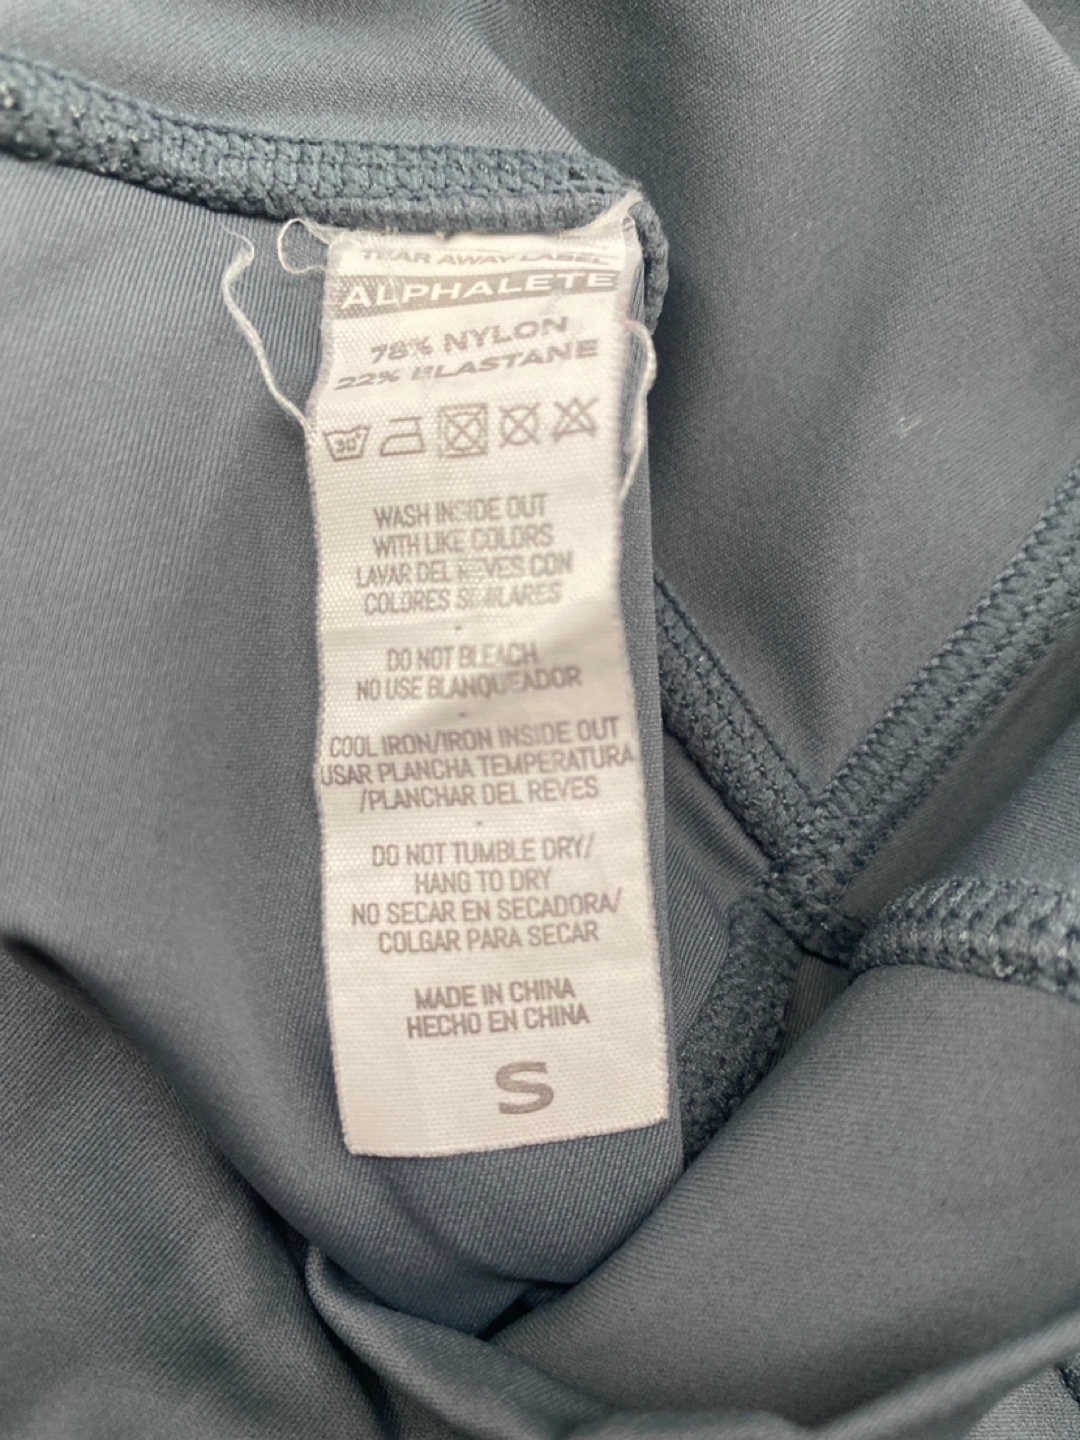 TEAR AWAY LABEL
ALPHALETE
78% NYLON
22% ELASTANE
30°
WASH INSIDE OUT
WITH LIKE COLORS
LAVAR DEL REVES CON
COLORES SIMILARES
DO NOT BLEACH
NO USE BLANQUEADOR
COOL IRON/IRON INSIDE OUT
USAR PLANCHA TEMPERATURA
/PLANCHAR DEL REVES
DO NOT TUMBLE DRY/
HANG TO DRY
NO SECAR EN SECADORA/
COLGAR PARA SECAR
MADE IN CHINA
HECHO EN CHINA
S